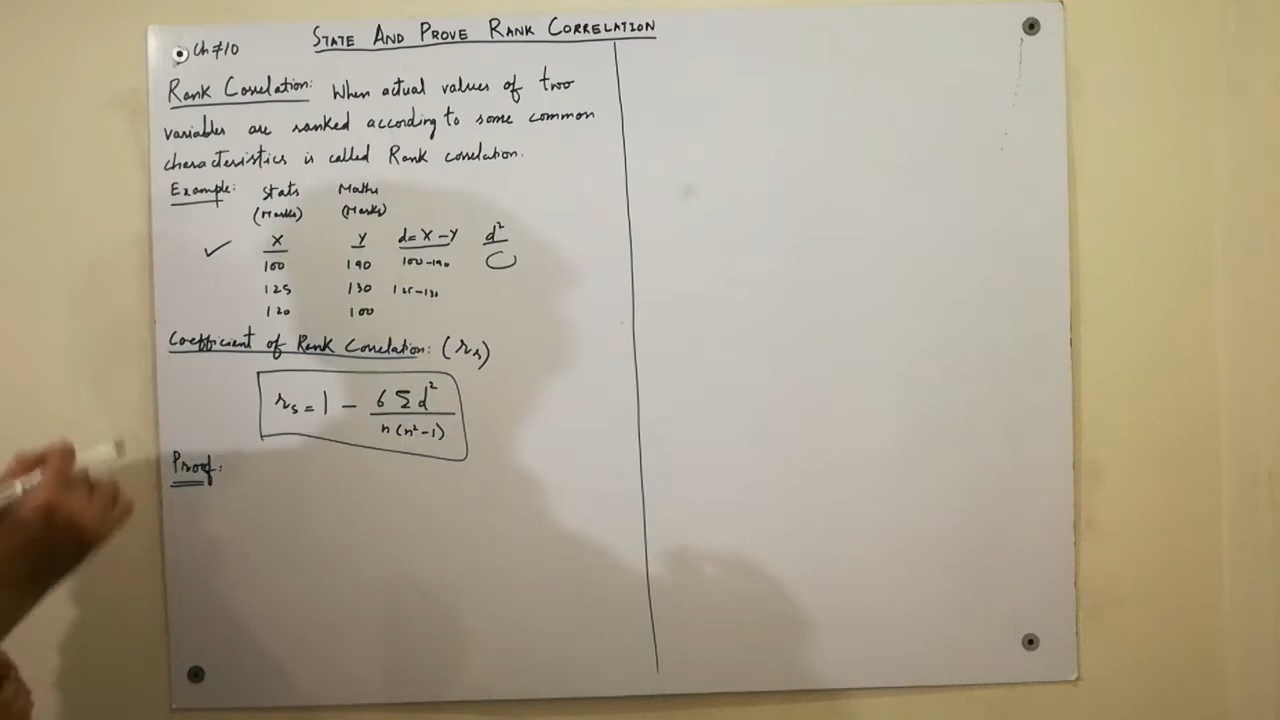 STATE AND PROVE RANK CORRELATION
Ch # 10
Rank Correlation: When actual values of two
variables are ranked according to some common
characteristics is called Rank correlation.
Example: Stats Maths
(Marks) (Marks)
X Y d= X - Y d²
100 190 100-190
125 130 125-130
120 100
Coefficient of Rank Correlation: (rs)
rs = 1 - 6 Σ d² / n (n² - 1)
Proof: